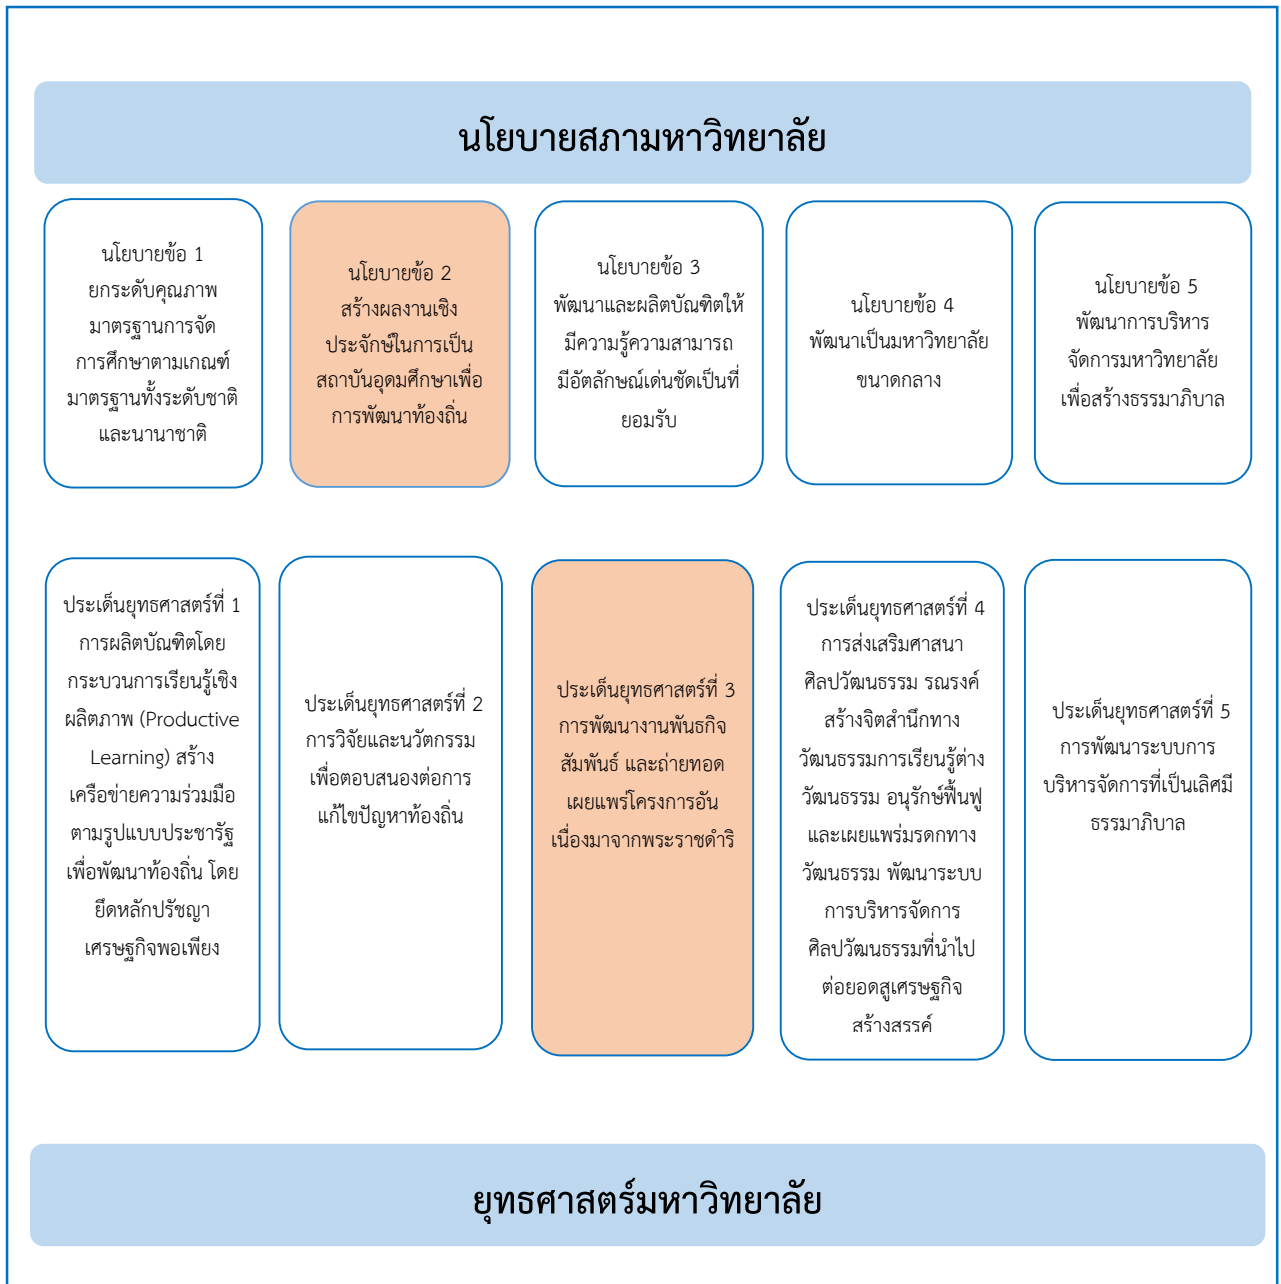 นโยบายสภามหาวิทยาลัย
นโยบายข้อ 1
ยกระดับคุณภาพ
มาตรฐานการจัด
การศึกษาตามเกณฑ์
มาตรฐานทั้งระดับชาติ
และนานาชาติ
นโยบายข้อ 2
สร้างผลงานเชิง
ประจักษ์ในการเป็น
สถาบันอุดมศึกษาเพื่อ
การพัฒนาท้องถิ่น
นโยบายข้อ 3
พัฒนาและผลิตบัณฑิตให้
มีความรู้ความสามารถ
มีอัตลักษณ์เด่นชัดเป็นที่
ยอมรับ
นโยบายข้อ 4
พัฒนาเป็นมหาวิทยาลัย
ขนาดกลาง
นโยบายข้อ 5
พัฒนาการบริหาร
จัดการมหาวิทยาลัย
เพื่อสร้างธรรมาภิบาล
ประเด็นยุทธศาสตร์ที่ 1
การผลิตบัณฑิตโดย
กระบวนการเรียนรู้เชิง
ผลิตภาพ (Productive
Learning) สร้าง
เครือข่ายความร่วมมือ
ตามรูปแบบประชารัฐ
เพื่อพัฒนาท้องถิ่น โดย
ยึดหลักปรัชญา
เศรษฐกิจพอเพียง
ประเด็นยุทธศาสตร์ที่ 2
การวิจัยและนวัตกรรม
เพื่อตอบสนองต่อการ
แก้ไขปัญหาท้องถิ่น
ประเด็นยุทธศาสตร์ที่ 3
การพัฒนางานพันธกิจ
สัมพันธ์ และถ่ายทอด
เผยแพร่โครงการอัน
เนื่องมาจากพระราชดำริ
ประเด็นยุทธศาสตร์ที่ 4
การส่งเสริมศาสนา
ศิลปวัฒนธรรม รณรงค์
สร้างจิตสำนึกทาง
วัฒนธรรมการเรียนรู้ต่าง
วัฒนธรรม อนุรักษ์ฟื้นฟู
และเผยแพร่มรดกทาง
วัฒนธรรม พัฒนาระบบ
การบริหารจัดการ
ศิลปวัฒนธรรมที่นำไป
ต่อยอดสูเศรษฐกิจ
สร้างสรรค์
ประเด็นยุทธศาสตร์ที่ 5
การพัฒนาระบบการ
บริหารจัดการที่เป็นเลิศมี
ธรรมาภิบาล
ยุทธศาสตร์มหาวิทยาลัย